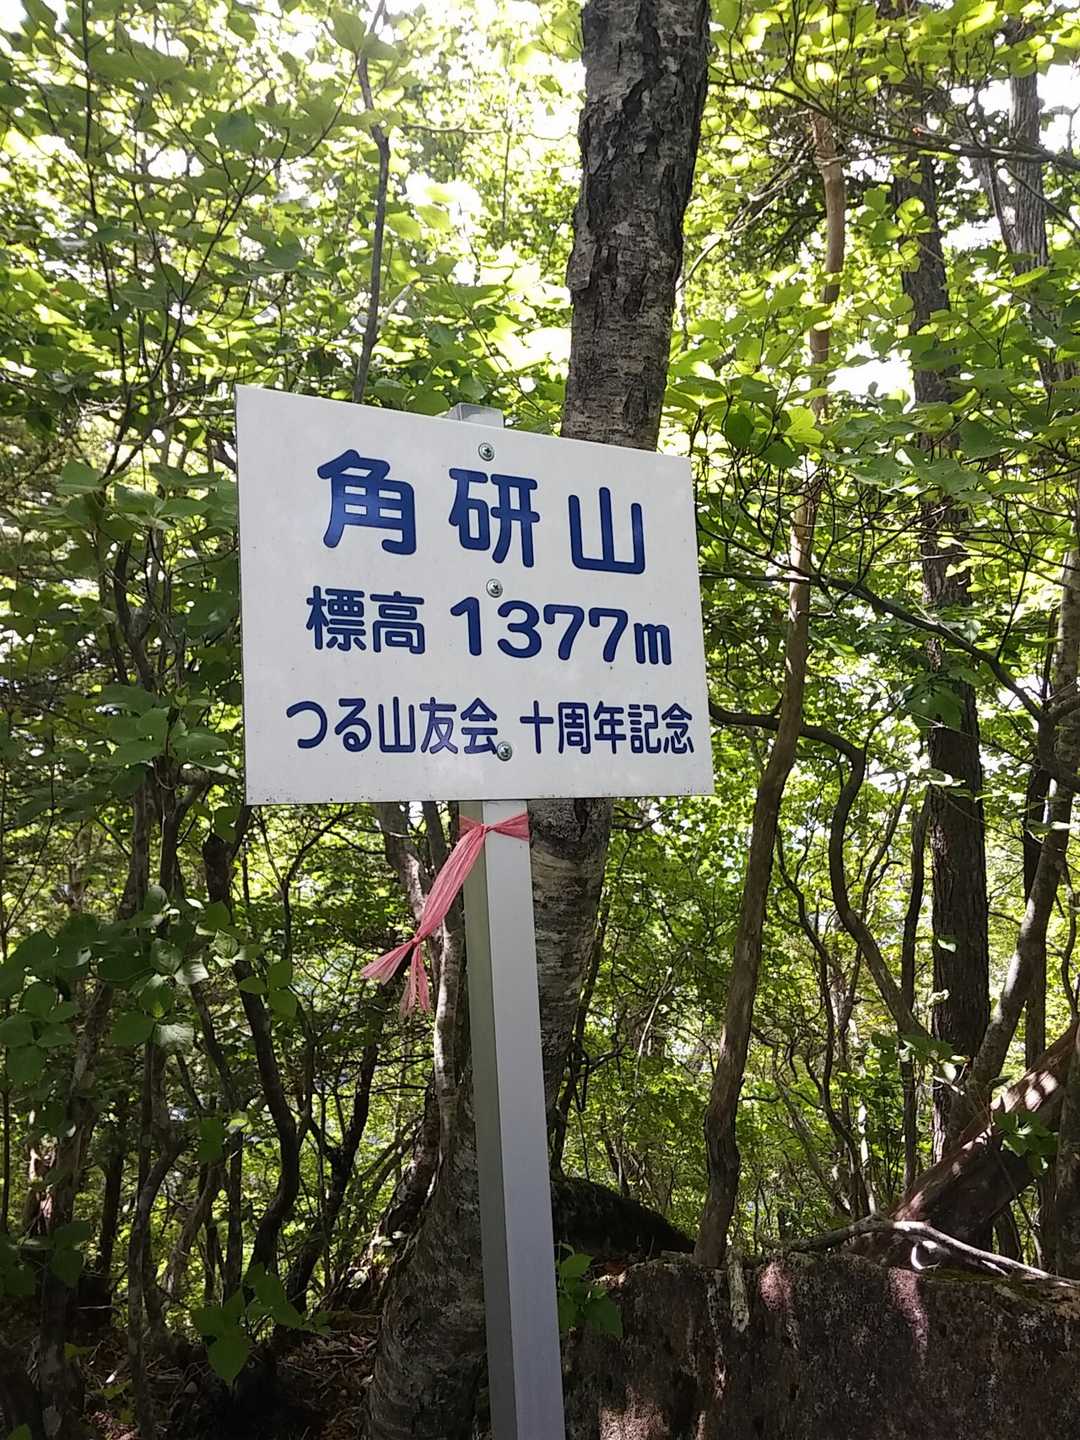 角研山
標高 1377m
つる山友会 十周年記念